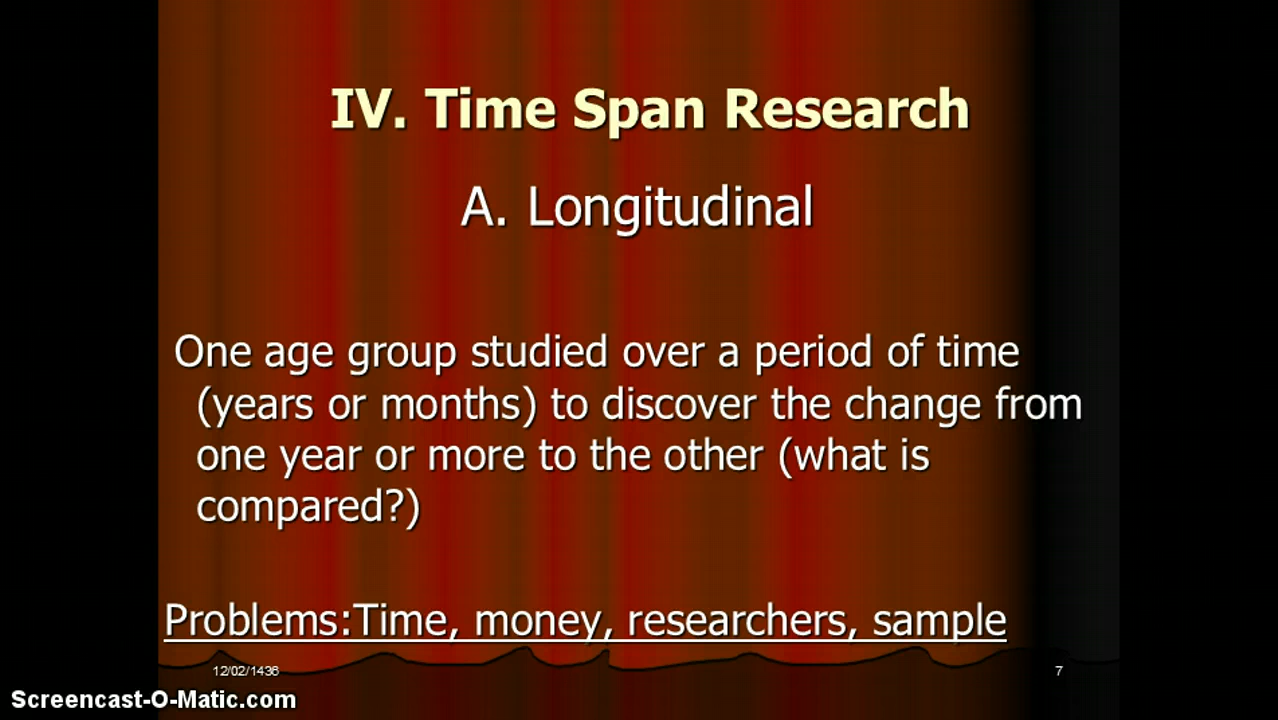 IV. Time Span Research
A. Longitudinal
One age group studied over a period of time
(years or months) to discover the change from
one year or more to the other (what is
compared?)
Problems:Time, money, researchers, sample
12/02/1436
7
Screencast-O-Matic.com